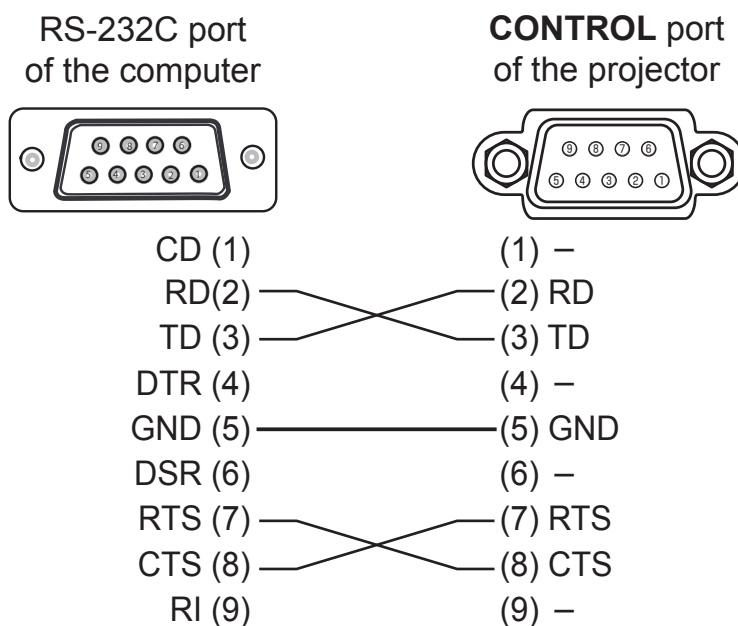 RS-232C port
of the computer
CONTROL port
of the projector
9 8 7 6
5 4 3 2 1
9 8 7 6
5 4 3 2 1
CD (1) (1) –
RD(2) (2) RD
TD (3) (3) TD
DTR (4) (4) –
GND (5) (5) GND
DSR (6) (6) –
RTS (7) (7) RTS
CTS (8) (8) CTS
RI (9) (9) –